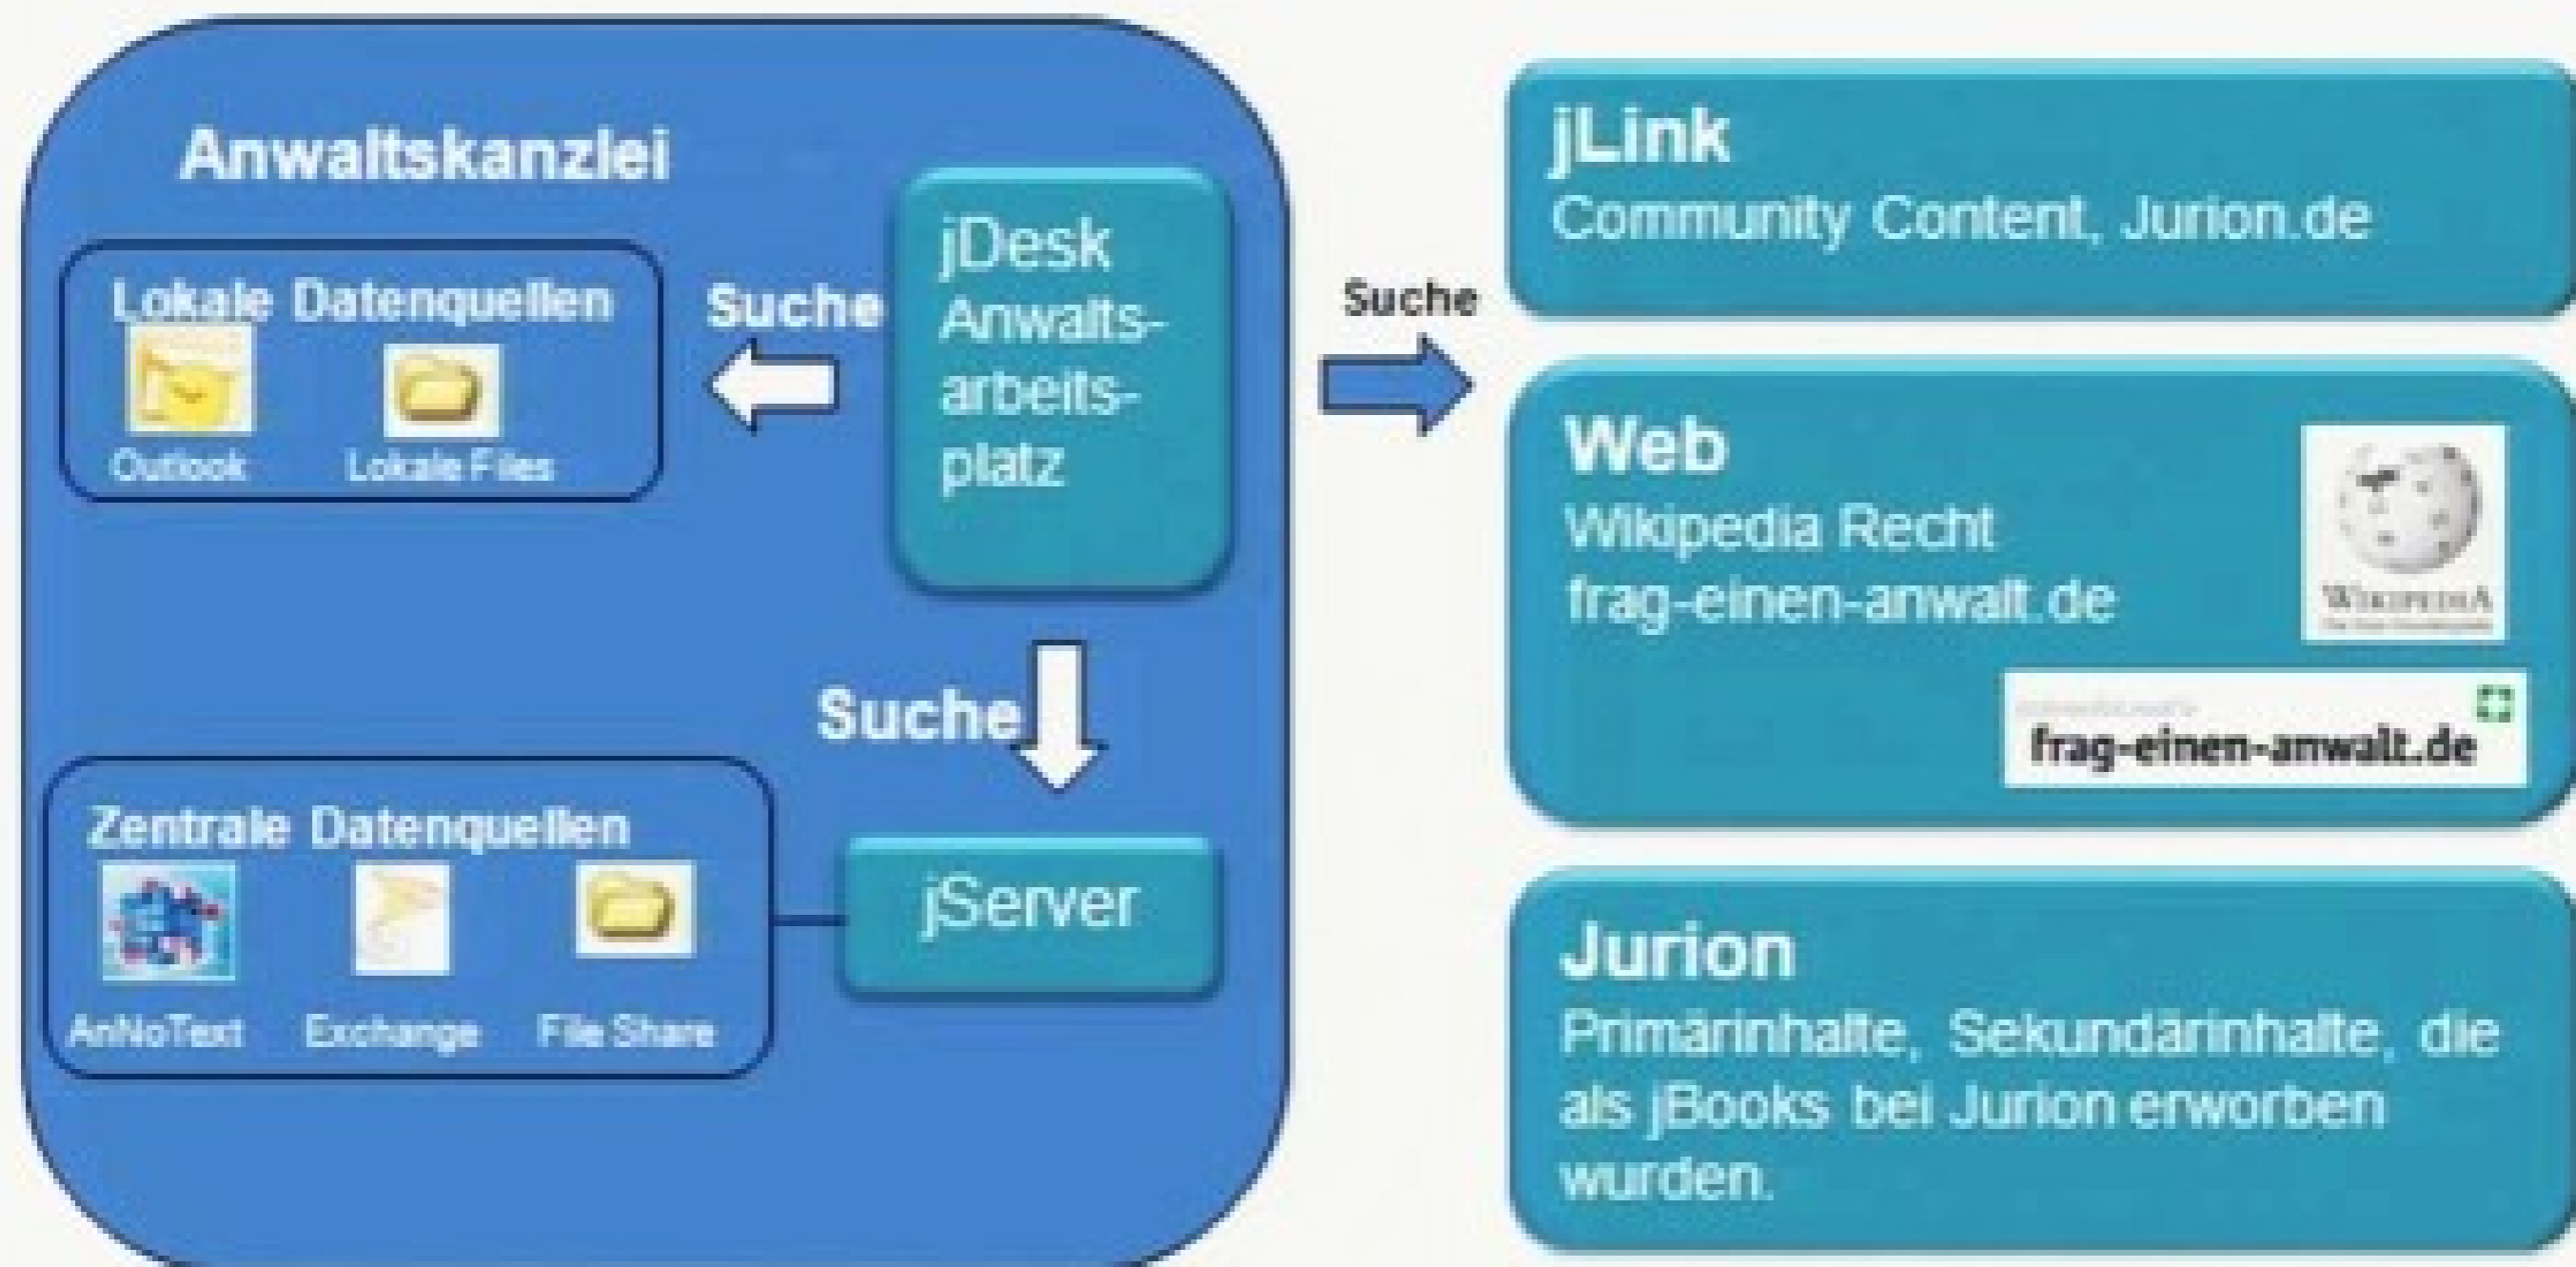 Anwaltskanzlei
Lokale Datenquellen
Outlook
Lokale Files
Suche
jDesk
Anwalts-
arbeits-
platz
Suche
Zentrale Datenquellen
AnNoText
Exchange
File Share
jServer
Suche
jLink
Community Content, Jurion.de
Web
Wikipedia Recht
frag-einen-anwalt.de
WIKIPEDIA
frag-einen-anwalt.de
Jurion
Primärinhalte, Sekundärinhalte, die
als jBooks bei Jurion erworben
wurden.